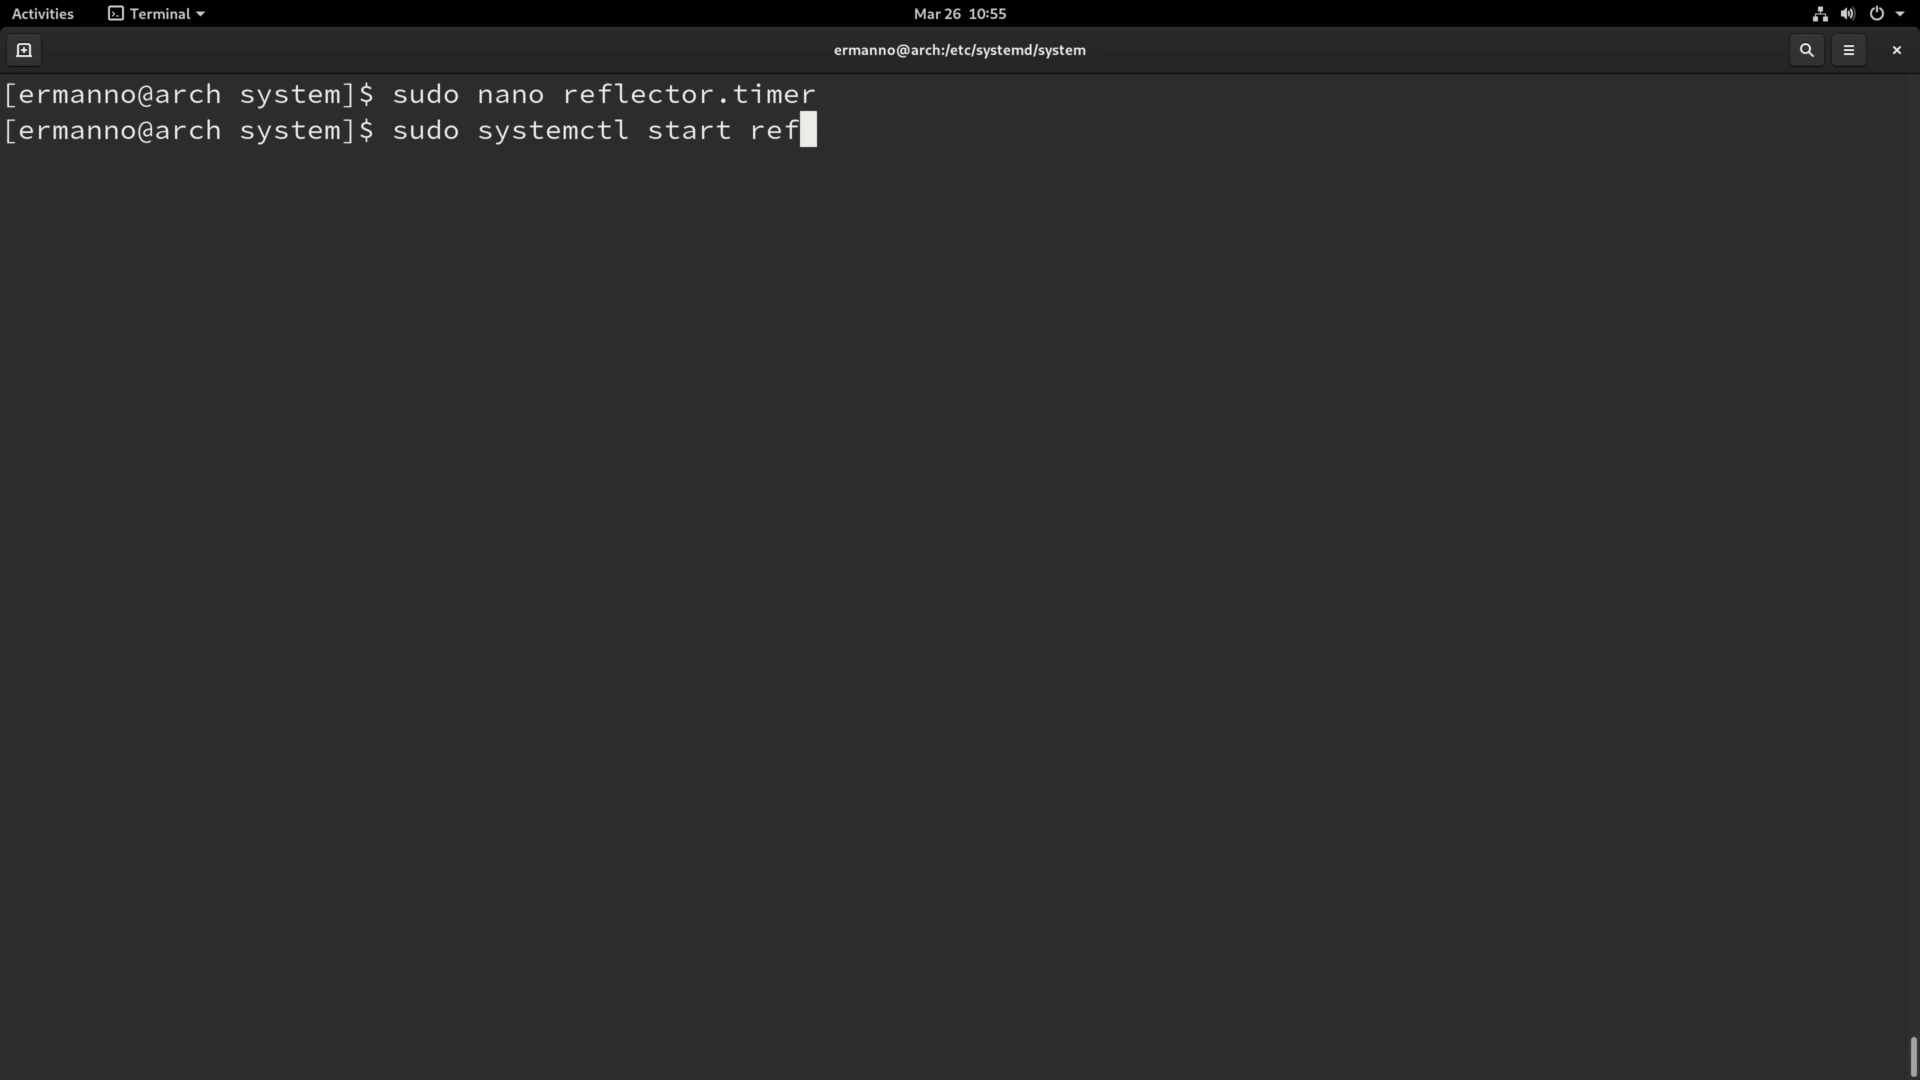 Activities Terminal Mar 26 10:55
ermanno@arch:/etc/systemd/system
[ermanno@arch system]$ sudo nano reflector.timer
[ermanno@arch system]$ sudo systemctl start ref